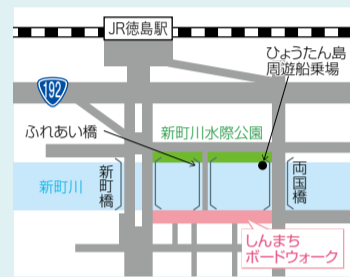 JR徳島駅
ひょうたん島
周遊船乗場
192
ふれあい橋
新町川水際公園
新町川
新町橋
両国橋
しんまち
ボードウォーク